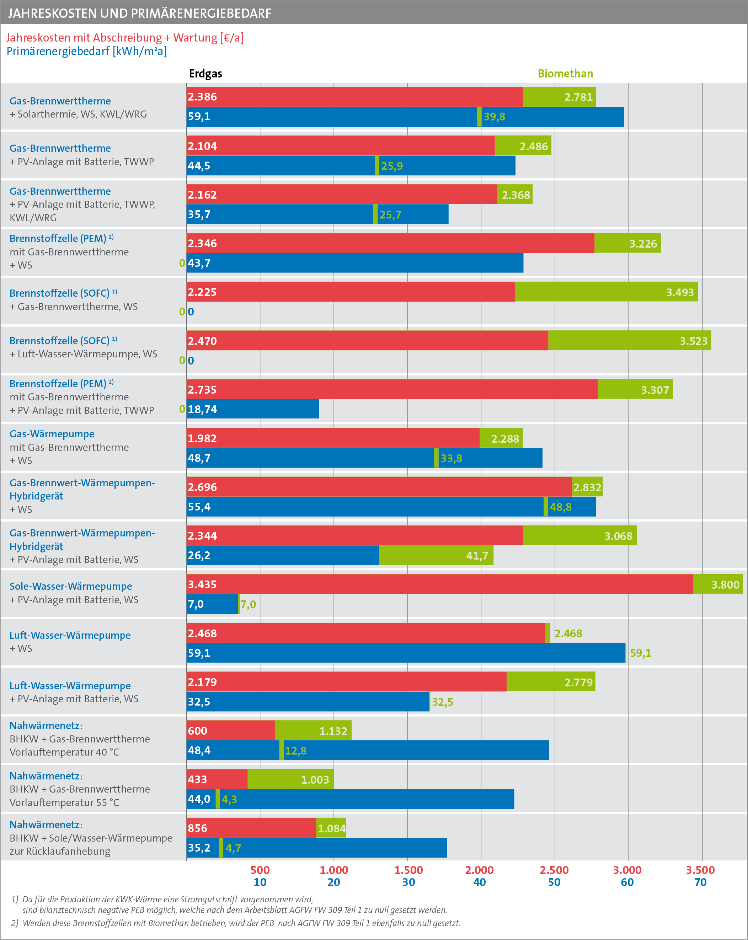 JAHRESKOSTEN UND PRIMÄRENERGIEBEDARF
Jahreskosten mit Abschreibung + Wartung [€/a]
Primärenergiebedarf [kWh/m²a]
Erdgas Biomethan
Gas-Brennwerttherme
+ Solarthermie, WS, KWL/WRG
2.386 2.781
59,1 39,8
Gas-Brennwerttherme
+ PV-Anlage mit Batterie, TWWP
2.104 2.486
44,5 25,9
Gas-Brennwerttherme
+ PV-Anlage mit Batterie, TWWP,
KWL/WRG
2.162 2.368
35,7 25,7
Brennstoffzelle (PEM) 2)
mit Gas-Brennwerttherme
+ WS
2.346 3.226
0 43,7
Brennstoffzelle (SOFC) 1)
+ Gas-Brennwerttherme, WS
2.225 3.493
0 0
Brennstoffzelle (SOFC) 1)
+ Luft-Wasser-Wärmepumpe, WS
2.470 3.523
0 0
Brennstoffzelle (PEM) 2)
mit Gas-Brennwerttherme
+ PV-Anlage mit Batterie, TWWP
2.735 3.307
0 18,74
Gas-Wärmepumpe
mit Gas-Brennwerttherme
+ WS
1.982 2.288
48,7 33,8
Gas-Brennwert-Wärmepumpen-
Hybridgerät
+ WS
2.696 2.832
55,4 48,8
Gas-Brennwert-Wärmepumpen-
Hybridgerät
+ PV-Anlage mit Batterie, WS
2.344 3.068
26,2 41,7
Sole-Wasser-Wärmepumpe
+ PV-Anlage mit Batterie, WS
3.435 3.800
7,0 7,0
Luft-Wasser-Wärmepumpe
+ WS
2.468 2.468
59,1 59,1
Luft-Wasser-Wärmepumpe
+ PV-Anlage mit Batterie, WS
2.179 2.779
32,5 32,5
Nahwärmenetz:
BHKW + Gas-Brennwerttherme
Vorlauftemperatur 40 °C
600 1.132
48,4 12,8
Nahwärmenetz:
BHKW + Gas-Brennwerttherme
Vorlauftemperatur 55 °C
433 1.003
44,0 4,3
Nahwärmenetz:
BHKW + Sole/Wasser-Wärmepumpe
zur Rücklaufanhebung
856 1.084
35,2 4,7
500 1.000 1.500 2.000 2.500 3.000 3.500
10 20 30 40 50 60 70
1) Da für die Produktion der KWK-Wärme eine Stromgutschrift vorgenommen wird,
sind bilanztechnisch negative PEB möglich, welche nach dem Arbeitsblatt AGFW FW 309 Teil 1 zu null gesetzt werden.
2) Werden diese Brennstoffzellen mit Biomethan betrieben, wird der PEB nach AGFW FW 309 Teil 1 ebenfalls zu null gesetzt.